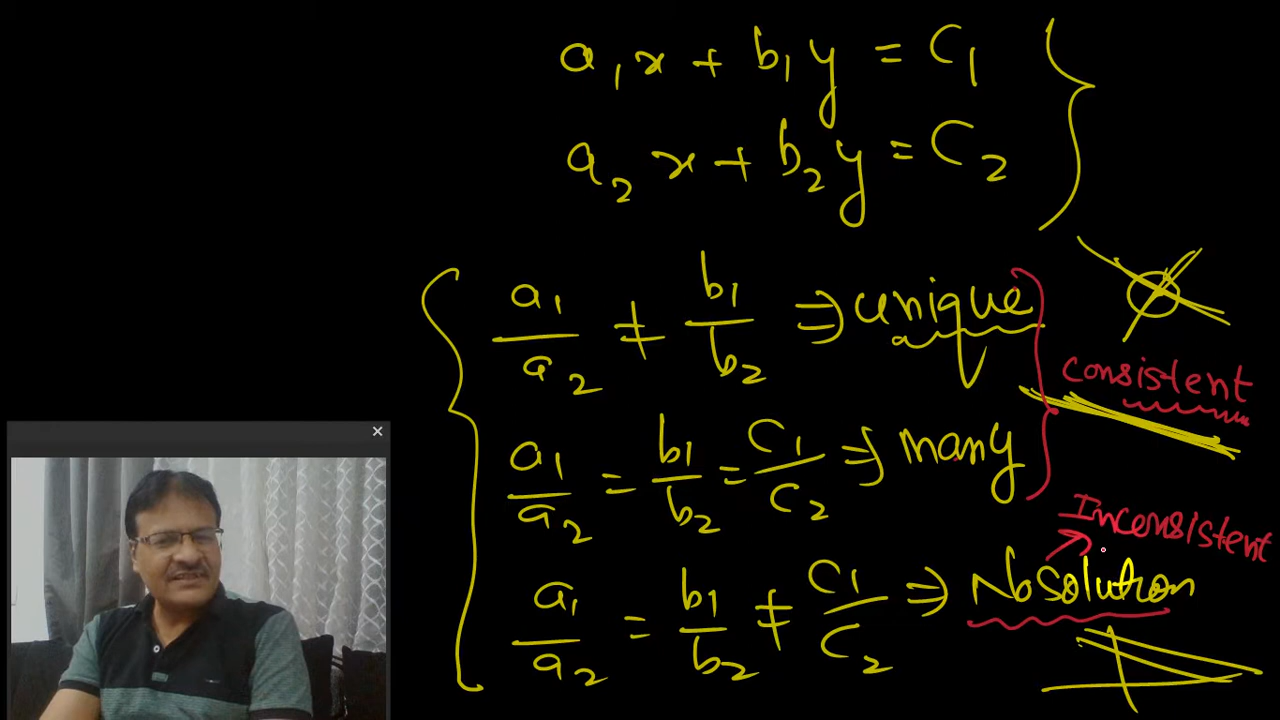 a₁x + b₁y = C₁
a₂x + b₂y = C₂
a₁/a₂ ≠ b₁/b₂ ⇒ unique
consistent
a₁/a₂ = b₁/b₂ = C₁/C₂ ⇒ many
Inconsistent
a₁/a₂ = b₁/b₂ ≠ C₁/C₂ ⇒ No solution